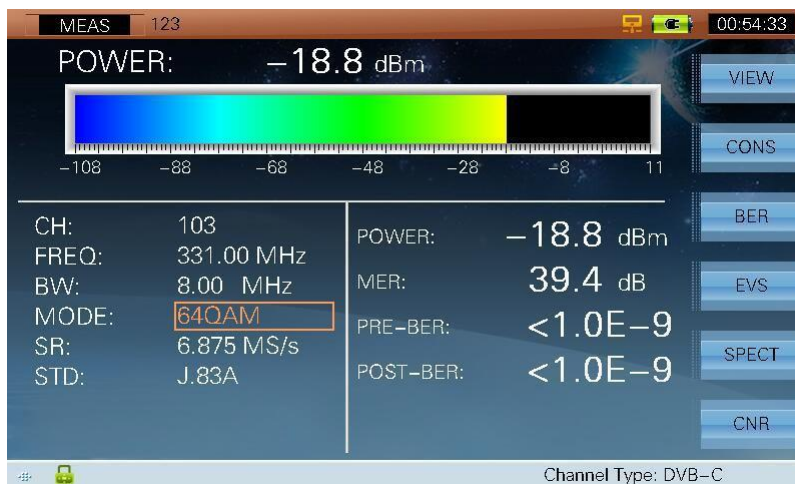 MEAS 123 00:54:33
POWER: −18.8 dBm
−108 −88 −68 −48 −28 −8 11
CH: 103
FREQ: 331.00 MHz
BW: 8.00 MHz
MODE: 64QAM
SR: 6.875 MS/s
STD: J.83A
POWER: −18.8 dBm
MER: 39.4 dB
PRE−BER: <1.0E−9
POST−BER: <1.0E−9
VIEW
CONS
BER
EVS
SPECT
CNR
Channel Type: DVB−C